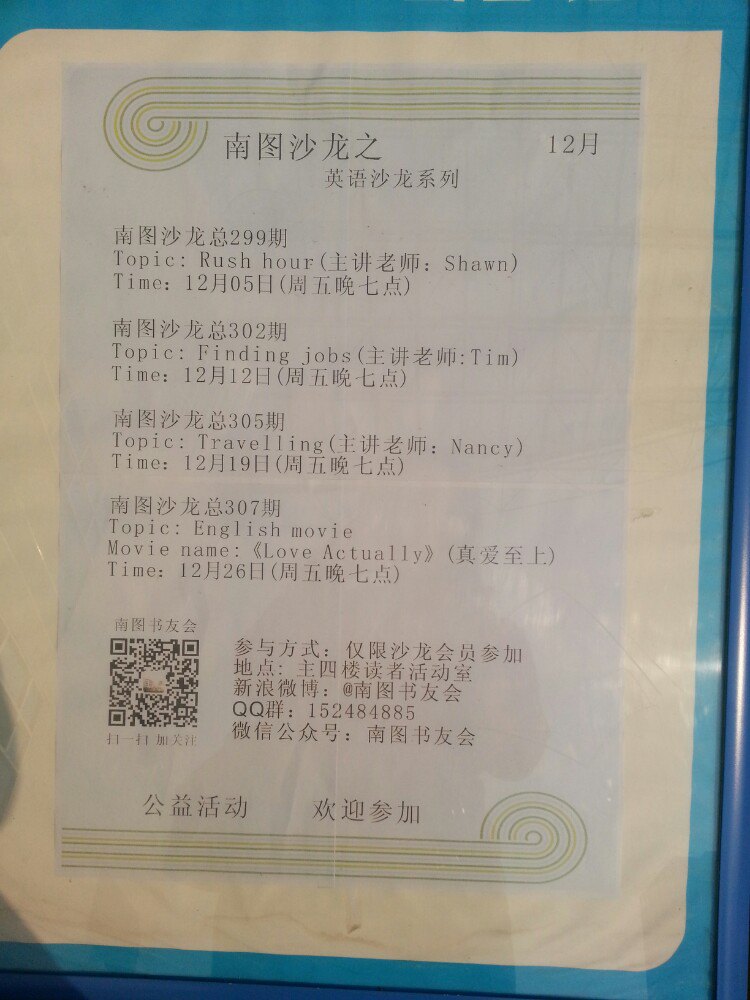 南图沙龙之
12月
英语沙龙系列
南图沙龙总299期
Topic: Rush hour(主讲老师：Shawn)
Time：12月05日(周五晚七点)
南图沙龙总302期
Topic: Finding jobs(主讲老师:Tim)
Time：12月12日(周五晚七点)
南图沙龙总305期
Topic: Travelling(主讲老师：Nancy)
Time：12月19日(周五晚七点)
南图沙龙总307期
Topic: English movie
Movie name:《Love Actually》(真爱至上)
Time：12月26日(周五晚七点)
南图书友会
扫一扫 加关注
参与方式：仅限沙龙会员参加
地点: 主四楼读者活动室
新浪微博：@南图书友会
QQ群：152484885
微信公众号：南图书友会
公益活动 欢迎参加